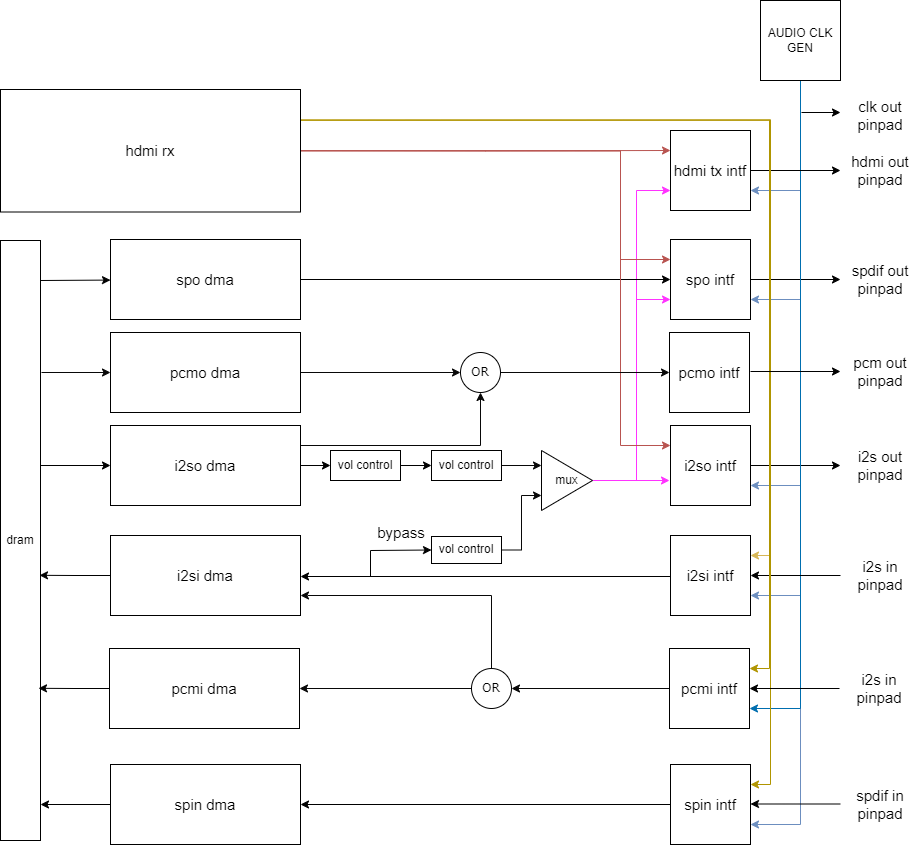 AUDIO CLK
GEN
clk out
pinpad
hdmi rx
hdmi tx intf
hdmi out
pinpad
spo dma
spo intf
spdif out
pinpad
pcmo dma
OR
pcmo intf
pcm out
pinpad
i2so dma
vol control
vol control
mux
i2so intf
i2s out
pinpad
dram
bypass
vol control
i2si dma
i2si intf
i2s in
pinpad
pcmi dma
OR
pcmi intf
i2s in
pinpad
spin dma
spin intf
spdif in
pinpad